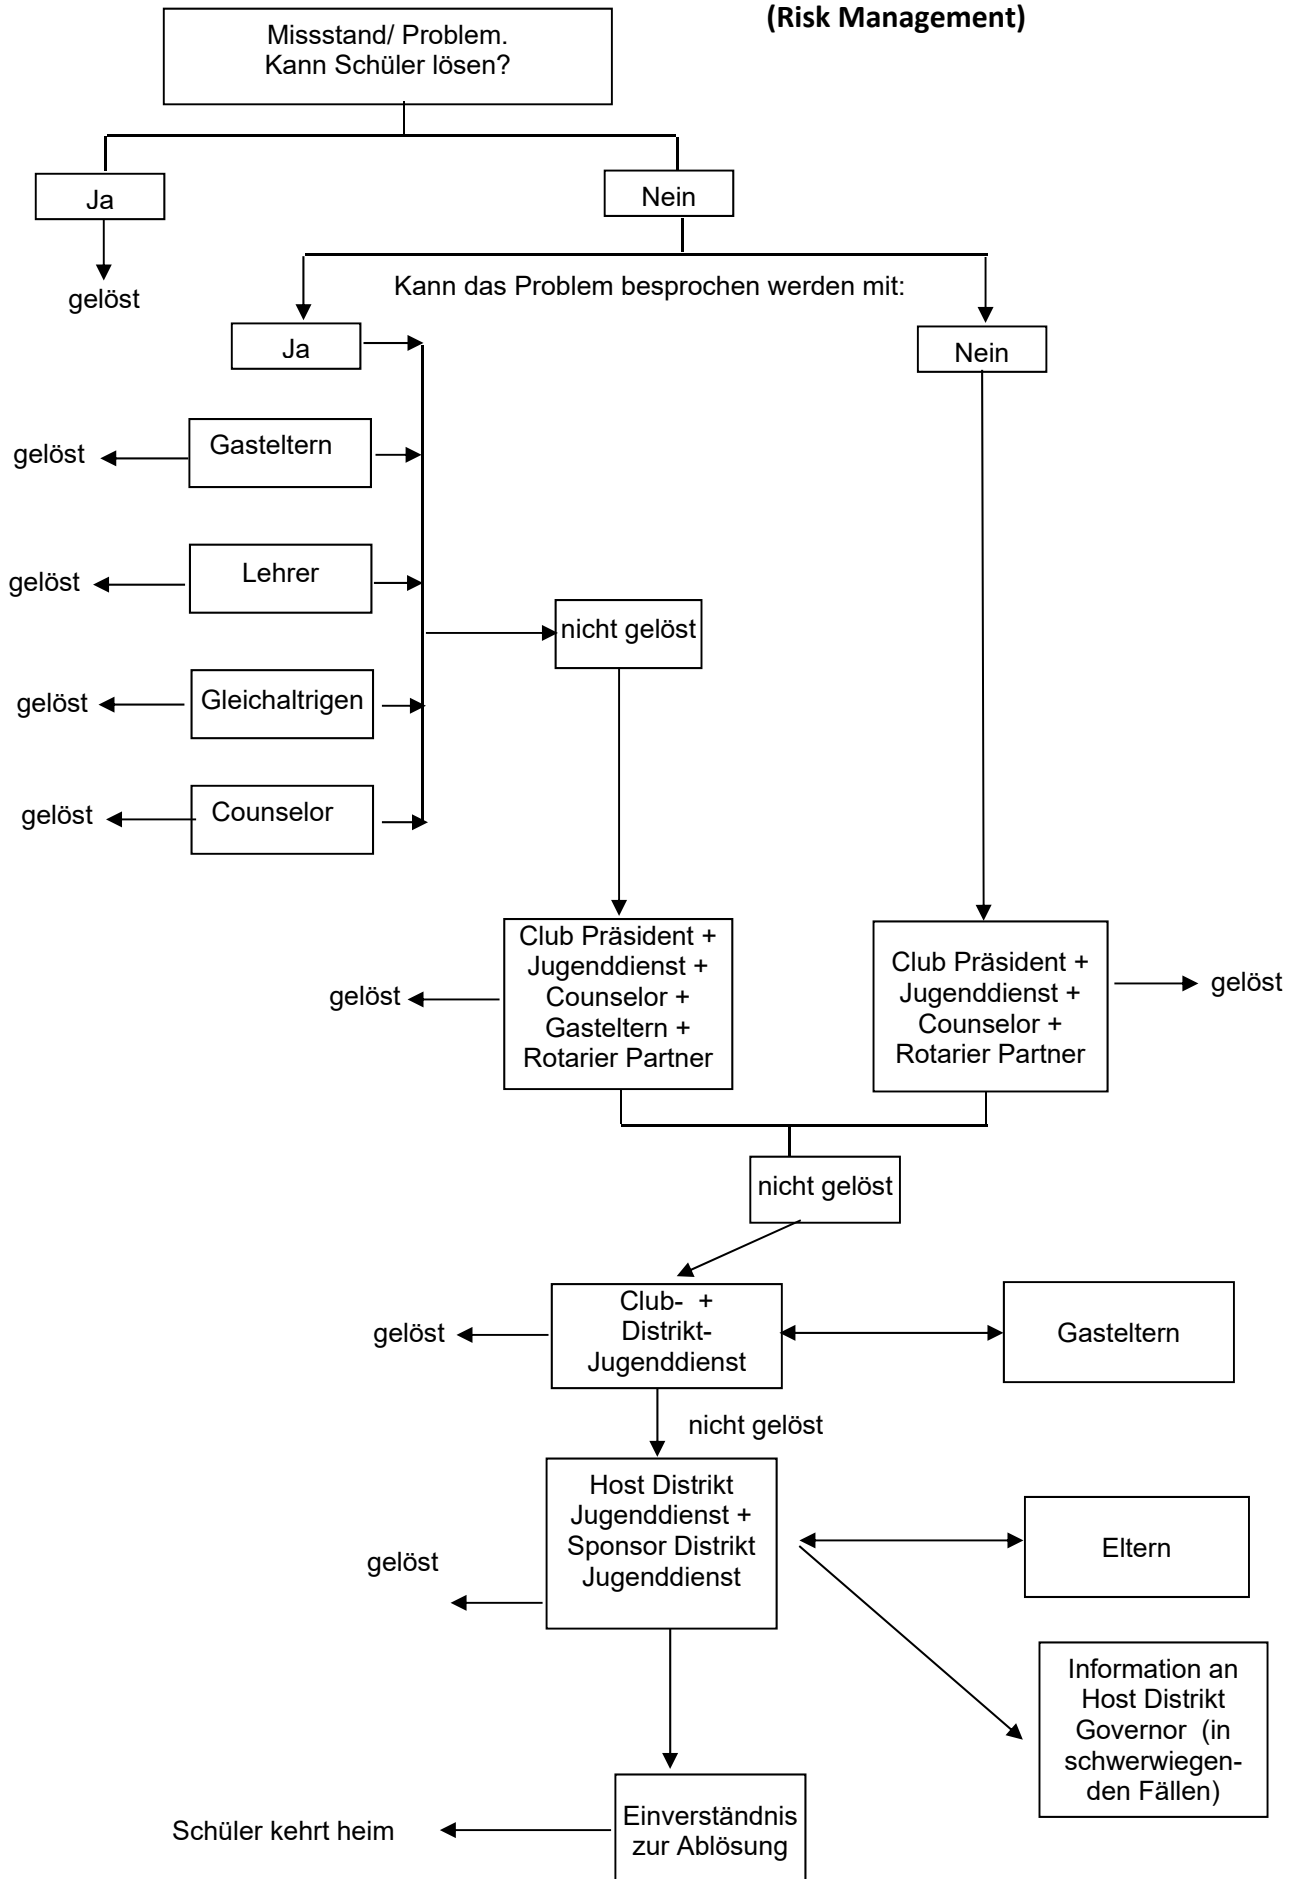 (Risk Management)
Missstand/ Problem.
Kann Schüler lösen?
Ja
Nein
gelöst
Kann das Problem besprochen werden mit:
Ja
Nein
gelöst
Gasteltern
gelöst
Lehrer
nicht gelöst
gelöst
Gleichaltrigen
gelöst
Counselor
gelöst
Club Präsident +
Jugenddienst +
Counselor +
Gasteltern +
Rotarier Partner
Club Präsident +
Jugenddienst +
Counselor +
Rotarier Partner
gelöst
nicht gelöst
gelöst
Club- +
Distrikt-
Jugenddienst
Gasteltern
nicht gelöst
Host Distrikt
Jugenddienst +
Sponsor Distrikt
Jugenddienst
gelöst
Eltern
Information an
Host Distrikt
Governor (in
schwerwiegen-
den Fällen)
Schüler kehrt heim
Einverständnis
zur Ablösung